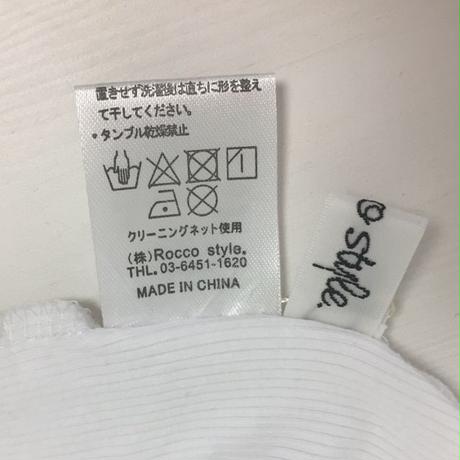 置きせず洗濯後は直ちに形を整え
て干してください。
• タンブル乾燥禁止
クリーニングネット使用
(株)Rocco style.
THL. 03-6451-1620
MADE IN CHINA
style.